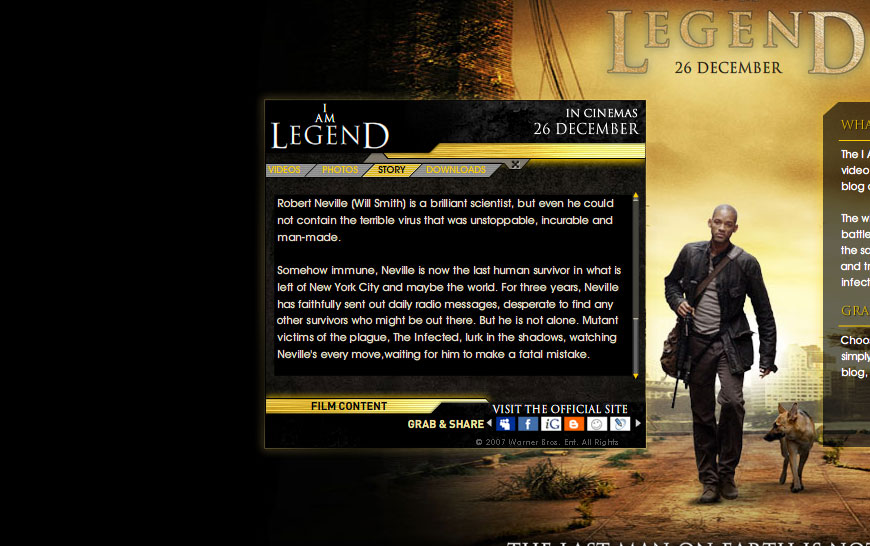 LEGEND
26 DECEMBER
I
AM
LEGEND
IN CINEMAS
26 DECEMBER
VIDEOS PHOTOS STORY DOWNLOADS
Robert Neville (Will Smith) is a brilliant scientist, but even he could
not contain the terrible virus that was unstoppable, incurable and
man-made.
Somehow immune, Neville is now the last human survivor in what is
left of New York City and maybe the world. For three years, Neville
has faithfully sent out daily radio messages, desperate to find any
other survivors who might be out there. But he is not alone. Mutant
victims of the plague, The Infected, lurk in the shadows, watching
Neville's every move,waiting for him to make a fatal mistake.
FILM CONTENT
VISIT THE OFFICIAL SITE
GRAB & SHARE
iG
© 2007 Warner Bros. Ent. All Rights
WHA
The I A
video
blog
The w
battle
the sa
and tr
infect
GRA
Choos
simply
blog,
THE LAST MAN ON EARTH IS NOT